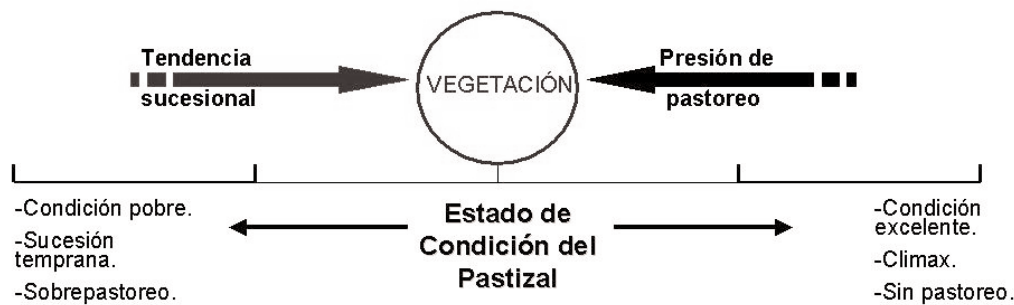 Tendencia
sucesional
VEGETACIÓN
Presión de
pastoreo
-Condición pobre.
-Sucesión
temprana.
-Sobrepastoreo.
Estado de
Condición del
Pastizal
-Condición
excelente.
-Climax.
-Sin pastoreo.